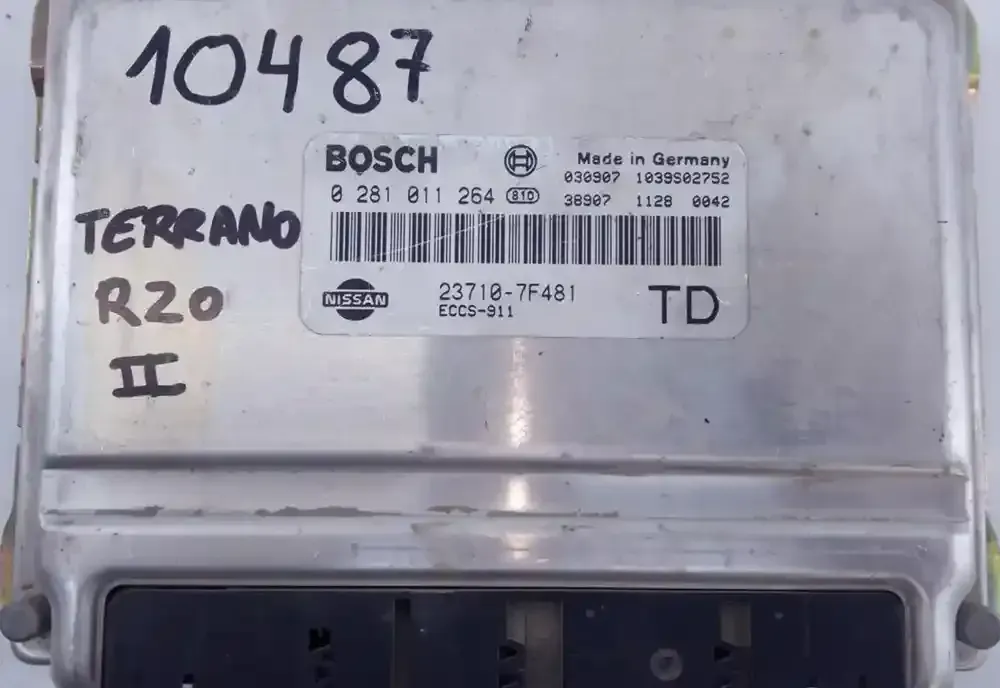 10487
BOSCH
Made in Germany
030907 1039S02752
0 281 011 264 810
38907 1128 0042
TERRANO
R20
II
NISSAN
23710-7F481
ECCS-911
TD